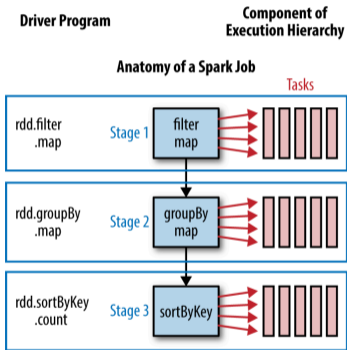 Driver Program
Component of
Execution Hierarchy
Anatomy of a Spark Job
Tasks
rdd.filter
.map
Stage 1
filter
map
rdd.groupBy
.map
Stage 2
groupBy
map
rdd.sortByKey
.count
Stage 3
sortByKey